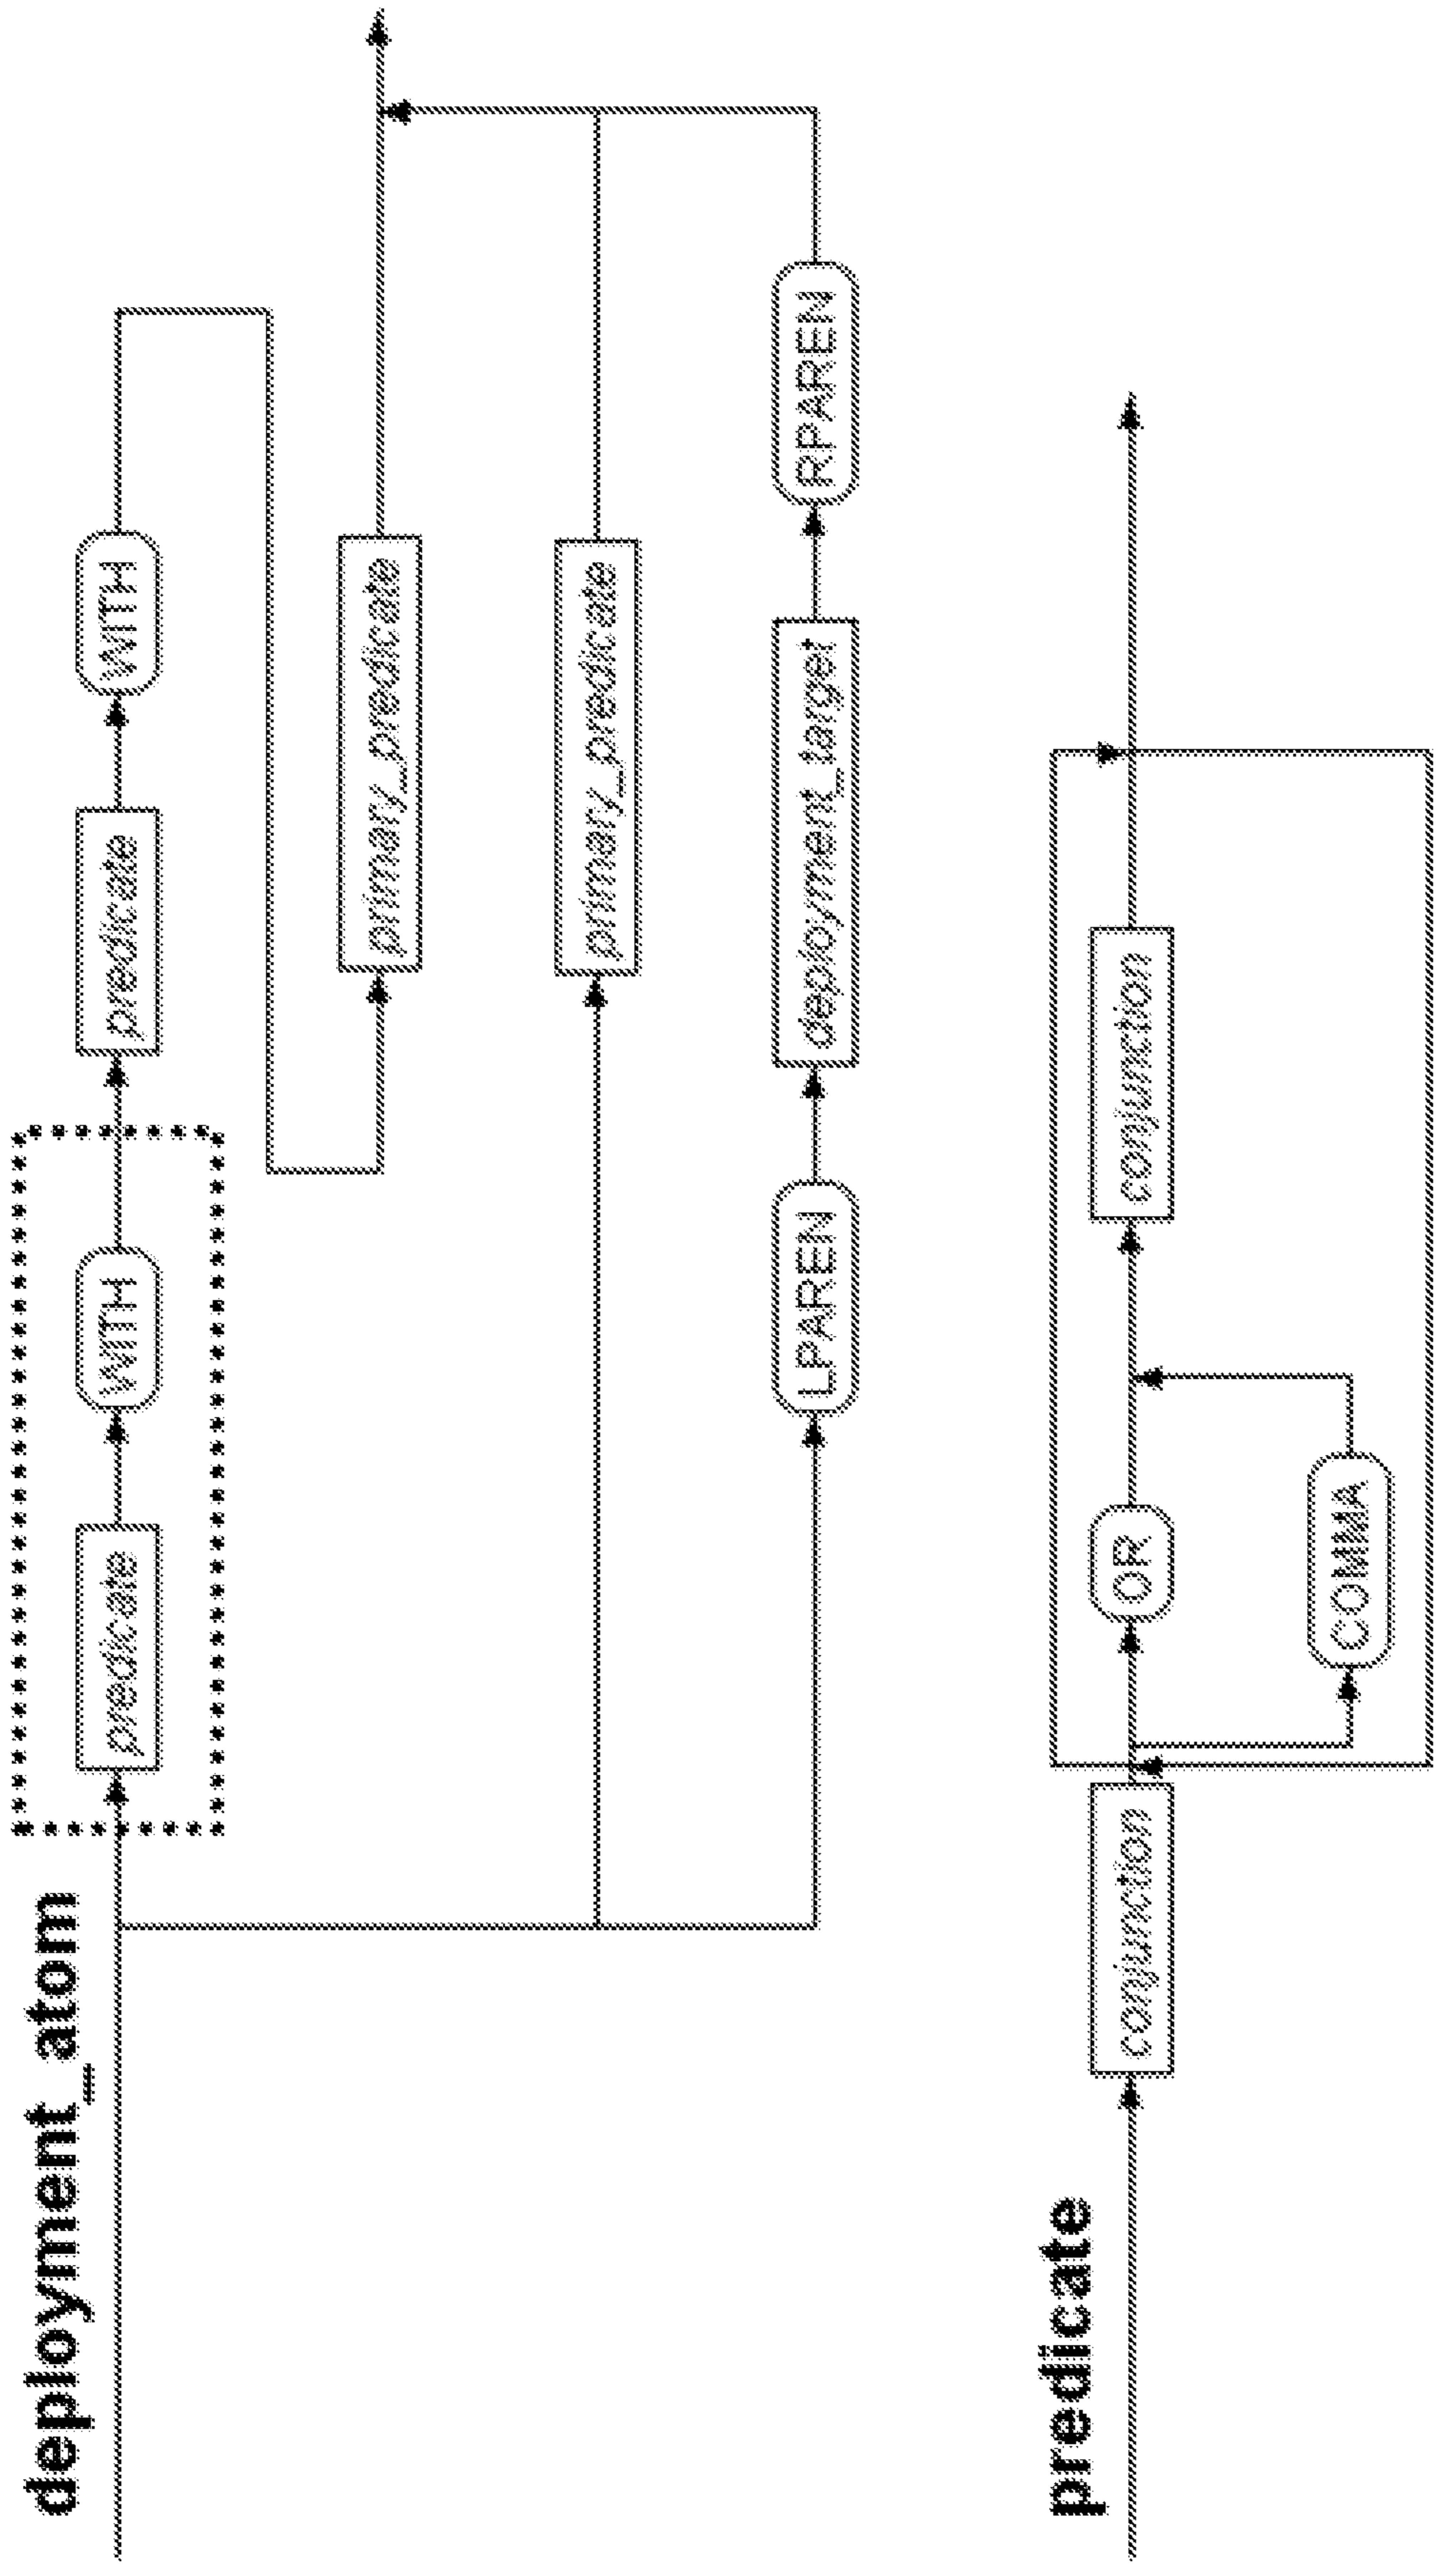 deployment_atom
predicate
WITH
predicate
WITH
primary_predicate
primary_predicate
LPAREN
deployment_target
RPAREN
predicate
conjunction
OR
conjunction
COMMA